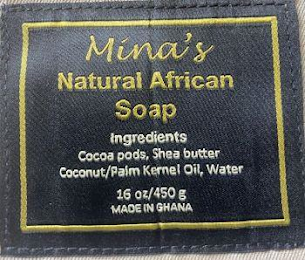 Mina's
Natural African
Soap
Ingredients
Cocoa pods, Shea butter
Coconut/Palm Kernel Oil, Water
16 oz/450 g
MADE IN GHANA